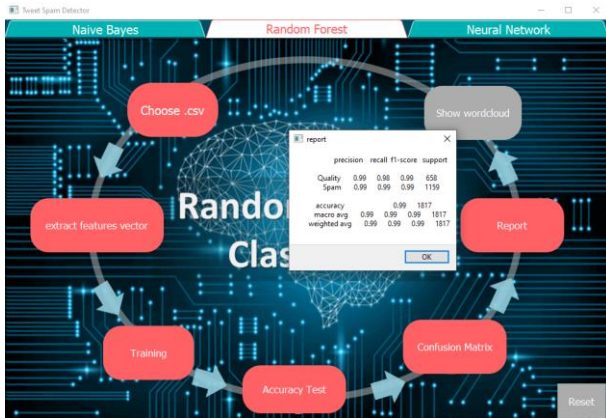 Tweet Spam Detector
Naive Bayes
Random Forest
Neural Network
Choose .csv
Show wordcloud
report
precision recall f1-score support
Quality 0.99 0.98 0.99 658
Spam 0.99 0.99 0.99 1159
accuracy 0.99 1817
macro avg 0.99 0.99 0.99 1817
weighted avg 0.99 0.99 0.99 1817
OK
Rando
Clas
extract features vector
Report
Training
Confusion Matrix
Accuracy Test
Reset